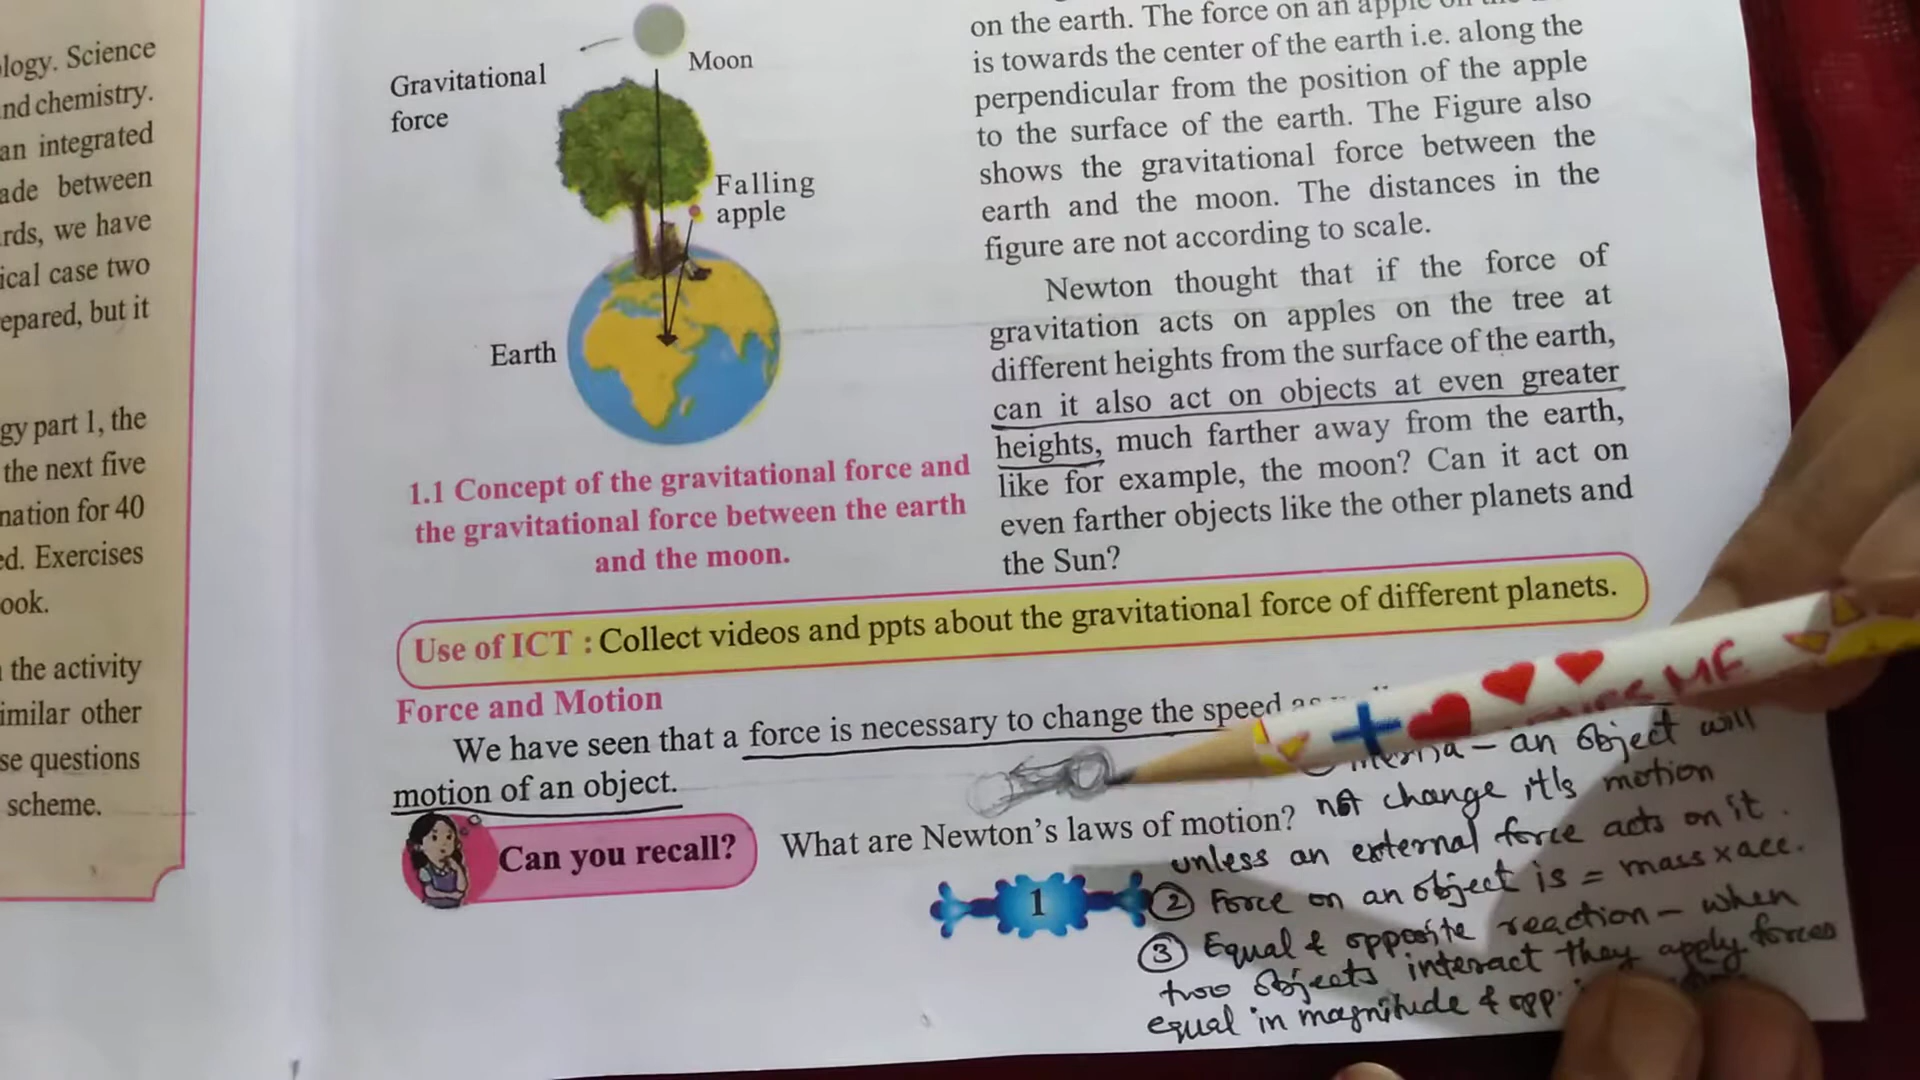 logy. Science
nd chemistry.
an integrated
ade between
rds, we have
ical case two
epared, but it
gy part 1, the
the next five
nation for 40
ed. Exercises
ook.
the activity
imilar other
se questions
scheme.
Gravitational
force
Moon
Falling
apple
Earth
1.1 Concept of the gravitational force and
the gravitational force between the earth
and the moon.
on the earth. The force on an apple on
is towards the center of the earth i.e. along the
perpendicular from the position of the apple
to the surface of the earth. The Figure also
shows the gravitational force between the
earth and the moon. The distances in the
figure are not according to scale.
Newton thought that if the force of
gravitation acts on apples on the tree at
different heights from the surface of the earth,
can it also act on objects at even greater
heights, much farther away from the earth,
like for example, the moon? Can it act on
even farther objects like the other planets and
the Sun?
Use of ICT : Collect videos and ppts about the gravitational force of different planets.
Force and Motion
We have seen that a force is necessary to change the speed as
motion of an object.
Can you recall?
What are Newton's laws of motion?
– an object will
not change it's motion
unless an external force acts on it.
② Force on an object is = mass x acc.
③ Equal & opposite reaction – when
two objects interact they apply forces
equal in magnitude &
1
ME